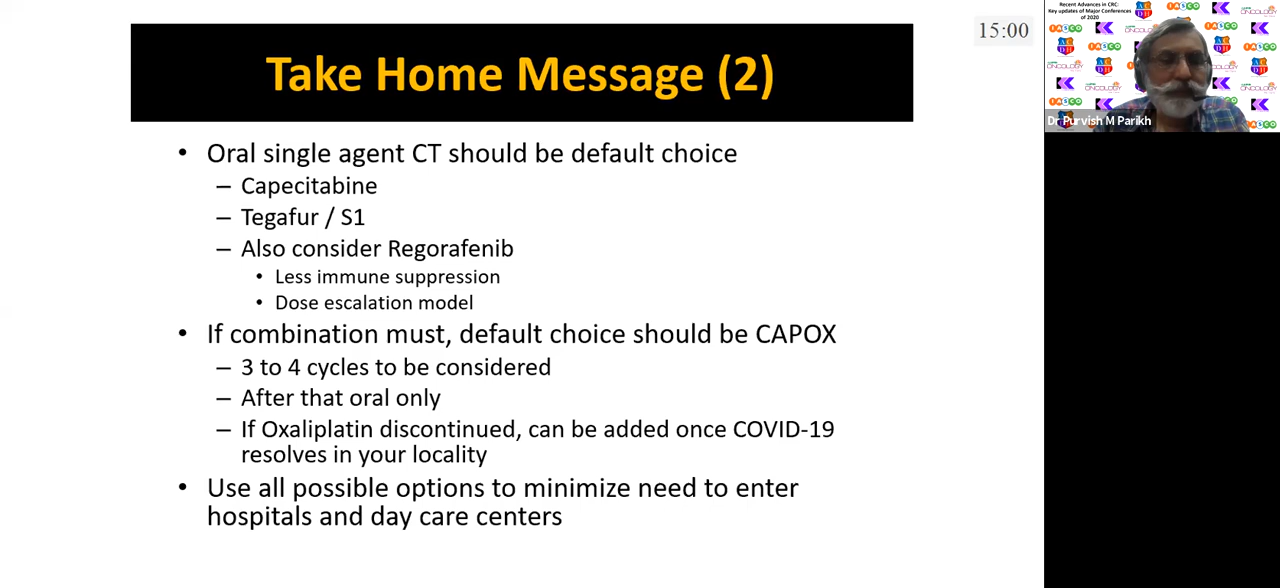 Take Home Message (2)
• Oral single agent CT should be default choice
– Capecitabine
– Tegafur / S1
– Also consider Regorafenib
• Less immune suppression
• Dose escalation model
• If combination must, default choice should be CAPOX
– 3 to 4 cycles to be considered
– After that oral only
– If Oxaliplatin discontinued, can be added once COVID-19
resolves in your locality
• Use all possible options to minimize need to enter
hospitals and day care centers
15:00
Recent Advances in CRC:
Key updates of Major Conferences
of 2020
Dr Purvish M Parikh